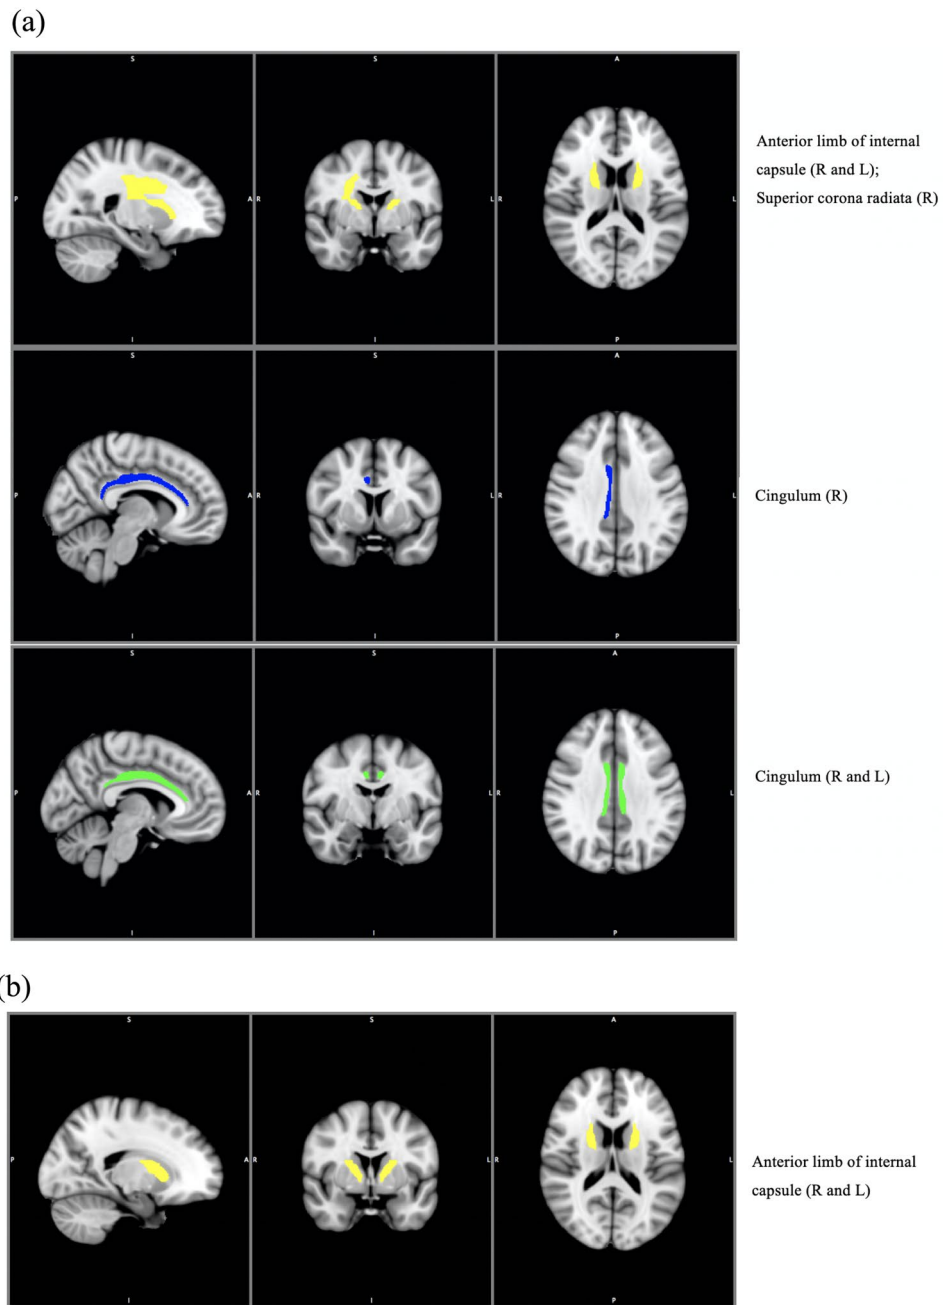 (a)
S S A
Anterior limb of internal
capsule (R and L);
P A R L
Superior corona radiata (R)
I I P
S S A
P A R L
Cingulum (R)
I I P
S S A
Cingulum (R and L)
P A R L
I I P
(b)
S S A
P A R L
Anterior limb of internal
capsule (R and L)
I I P